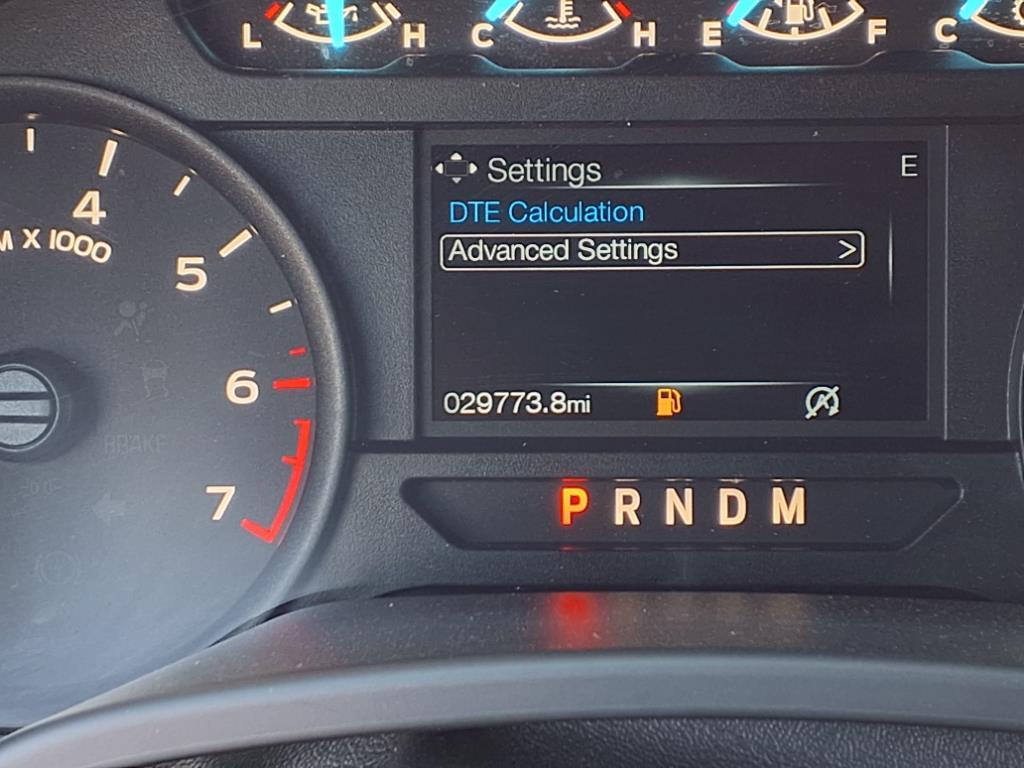 L H C H E F C
4
M X 1000
5
6
7
BRAKE
Settings E
DTE Calculation
Advanced Settings >
029773.8mi
P R N D M